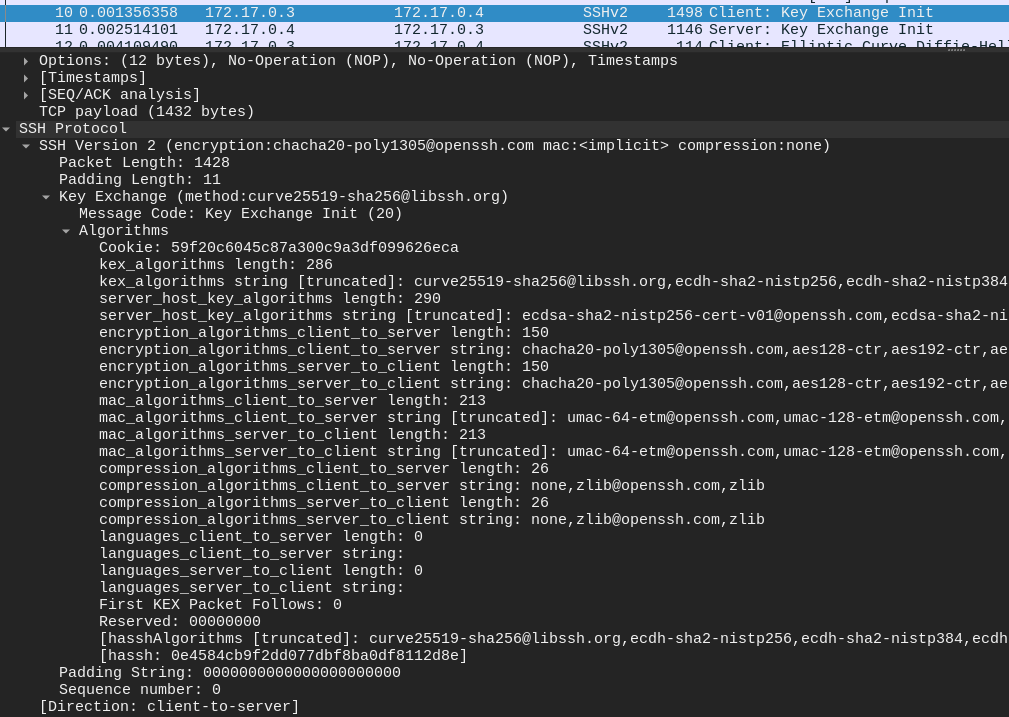 10 0.001356358 172.17.0.3 172.17.0.4 SSHv2 1498 Client: Key Exchange Init
11 0.002514101 172.17.0.4 172.17.0.3 SSHv2 1146 Server: Key Exchange Init
12 0.004109490 172.17.0.3 172.17.0.4 SSHv2 114 Client: Elliptic Curve Diffie-Hell
Options: (12 bytes), No-Operation (NOP), No-Operation (NOP), Timestamps
[Timestamps]
[SEQ/ACK analysis]
TCP payload (1432 bytes)
SSH Protocol
SSH Version 2 (encryption:chacha20-poly1305@openssh.com mac:<implicit> compression:none)
Packet Length: 1428
Padding Length: 11
Key Exchange (method:curve25519-sha256@libssh.org)
Message Code: Key Exchange Init (20)
Algorithms
Cookie: 59f20c6045c87a300c9a3df099626eca
kex_algorithms length: 286
kex_algorithms string [truncated]: curve25519-sha256@libssh.org,ecdh-sha2-nistp256,ecdh-sha2-nistp384
server_host_key_algorithms length: 290
server_host_key_algorithms string [truncated]: ecdsa-sha2-nistp256-cert-v01@openssh.com,ecdsa-sha2-ni
encryption_algorithms_client_to_server length: 150
encryption_algorithms_client_to_server string: chacha20-poly1305@openssh.com,aes128-ctr,aes192-ctr,ae
encryption_algorithms_server_to_client length: 150
encryption_algorithms_server_to_client string: chacha20-poly1305@openssh.com,aes128-ctr,aes192-ctr,ae
mac_algorithms_client_to_server length: 213
mac_algorithms_client_to_server string [truncated]: umac-64-etm@openssh.com,umac-128-etm@openssh.com,
mac_algorithms_server_to_client length: 213
mac_algorithms_server_to_client string [truncated]: umac-64-etm@openssh.com,umac-128-etm@openssh.com,
compression_algorithms_client_to_server length: 26
compression_algorithms_client_to_server string: none,zlib@openssh.com,zlib
compression_algorithms_server_to_client length: 26
compression_algorithms_server_to_client string: none,zlib@openssh.com,zlib
languages_client_to_server length: 0
languages_client_to_server string:
languages_server_to_client length: 0
languages_server_to_client string:
First KEX Packet Follows: 0
Reserved: 00000000
[hasshAlgorithms [truncated]: curve25519-sha256@libssh.org,ecdh-sha2-nistp256,ecdh-sha2-nistp384,ecdh
[hassh: 0e4584cb9f2dd077dbf8ba0df8112d8e]
Padding String: 0000000000000000000000
Sequence number: 0
[Direction: client-to-server]